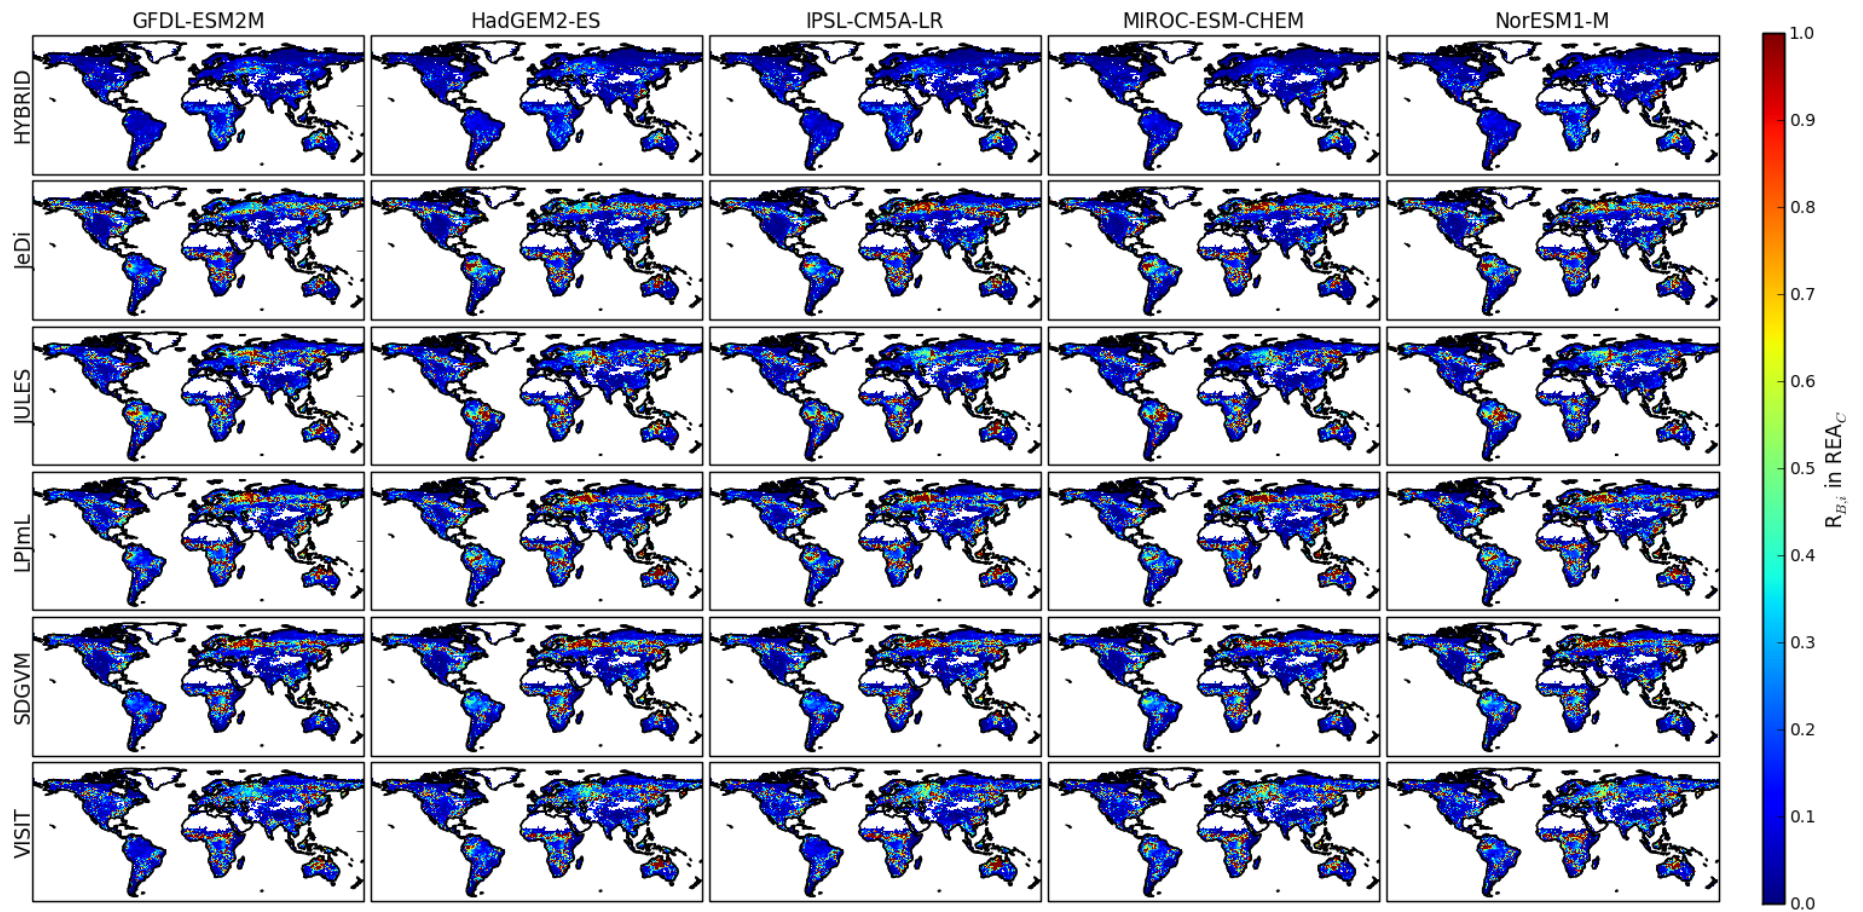 GFDL-ESM2M HadGEM2-ES IPSL-CM5A-LR MIROC-ESM-CHEM NorESM1-M
HYBRID
JeDi
JULES
LPJmL
SDGVM
VISIT
1.0
0.9
0.8
0.7
0.6
0.5
0.4
0.3
0.2
0.1
0.0
R_{B,i} in REA_C